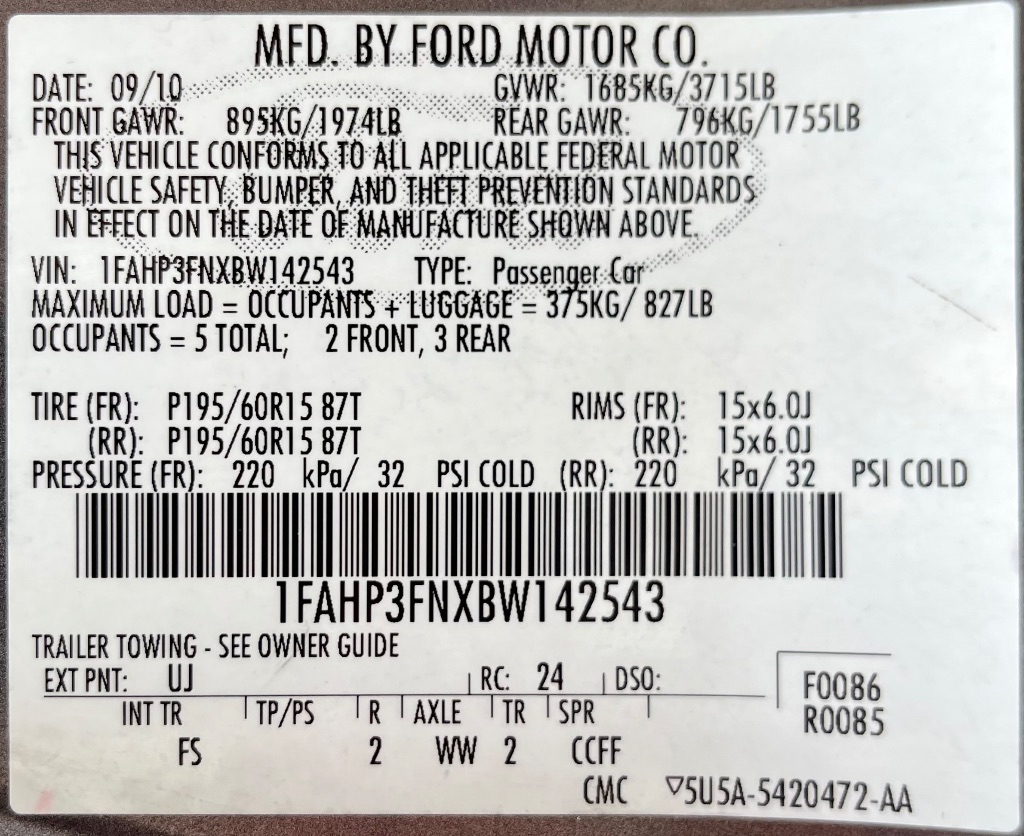 MFD. BY FORD MOTOR CO.
DATE: 09/10 GVWR: 1685KG/3715LB
FRONT GAWR: 895KG/1974LB REAR GAWR: 796KG/1755LB
THIS VEHICLE CONFORMS TO ALL APPLICABLE FEDERAL MOTOR
VEHICLE SAFETY, BUMPER, AND THEFT PREVENTION STANDARDS
IN EFFECT ON THE DATE OF MANUFACTURE SHOWN ABOVE.
VIN: 1FAHP3FNXBW142543 TYPE: Passenger Car
MAXIMUM LOAD = OCCUPANTS + LUGGAGE = 375KG/ 827LB
OCCUPANTS = 5 TOTAL; 2 FRONT, 3 REAR
TIRE (FR): P195/60R15 87T RIMS (FR): 15x6.0J
(RR): P195/60R15 87T (RR): 15x6.0J
PRESSURE (FR): 220 kPa/ 32 PSI COLD (RR): 220 kPa/ 32 PSI COLD
1FAHP3FNXBW142543
TRAILER TOWING - SEE OWNER GUIDE
EXT PNT: UJ RC: 24 DSO: F0086
INT TR TP/PS R AXLE TR SPR R0085
FS 2 WW 2 CCFF
CMC ▽5U5A-5420472-AA